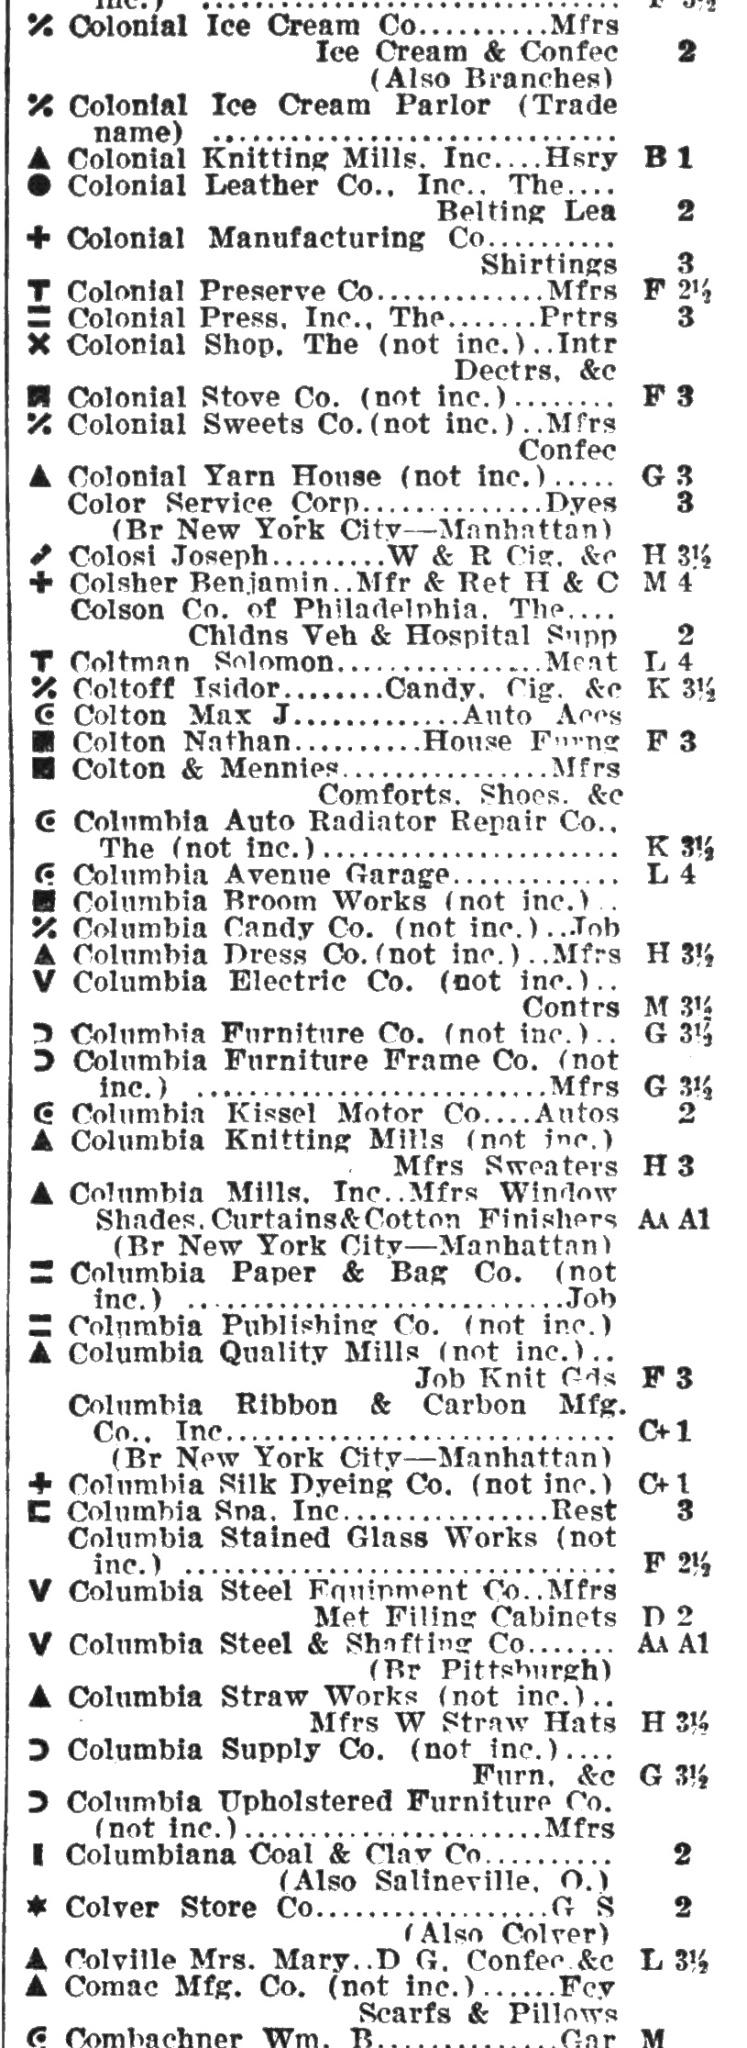 inc.) .............................. F 3½
% Colonial Ice Cream Co..........Mfrs
Ice Cream & Confec 2
(Also Branches)
% Colonial Ice Cream Parlor (Trade
name) ..............................
▲ Colonial Knitting Mills, Inc....Hsry B 1
● Colonial Leather Co., Inc., The....
Belting Lea 2
+ Colonial Manufacturing Co..........
Shirtings 3
T Colonial Preserve Co.............Mfrs F 2½
= Colonial Press, Inc., The.......Prtrs 3
× Colonial Shop, The (not inc.)..Intr
Dectrs, &c
Colonial Stove Co. (not inc.)........ F 3
% Colonial Sweets Co.(not inc.)..Mfrs
Confec
▲ Colonial Yarn House (not inc.)..... G 3
Color Service Corp..............Dyes 3
(Br New York City—Manhattan)
Colosi Joseph.........W & R Cig, &c H 3½
+ Colsher Benjamin..Mfr & Ret H & C M 4
Colson Co. of Philadelphia, The....
Chldns Veh & Hospital Supp 2
T Coltman Solomon................Meat L 4
% Coltoff Isidor........Candy, Cig, &c K 3½
Colton Max J.............Auto Accs
■ Colton Nathan..........House Furng F 3
■ Colton & Mennies................Mfrs
Comforts, Shoes, &c
Columbia Auto Radiator Repair Co.,
The (not inc.)...................... K 3½
Columbia Avenue Garage............. L 4
■ Columbia Broom Works (not inc.)..
% Columbia Candy Co. (not inc.)..Job
▲ Columbia Dress Co.(not inc.)..Mfrs H 3½
V Columbia Electric Co. (not inc.)..
Contrs M 3½
Columbia Furniture Co. (not inc.).. G 3½
Columbia Furniture Frame Co. (not
inc.) .........................Mfrs G 3½
Columbia Kissel Motor Co....Autos 2
▲ Columbia Knitting Mills (not inc.)
Mfrs Sweaters H 3
▲ Columbia Mills, Inc..Mfrs Window
Shades,Curtains&Cotton Finishers AA A1
(Br New York City—Manhattan)
= Columbia Paper & Bag Co. (not
inc.) ...........................Job
= Columbia Publishing Co. (not inc.)
▲ Columbia Quality Mills (not inc.)..
Job Knit Gds F 3
Columbia Ribbon & Carbon Mfg.
Co., Inc............................. C+ 1
(Br New York City—Manhattan)
+ Columbia Silk Dyeing Co. (not inc.) C+ 1
Columbia Spa, Inc...............Rest 3
Columbia Stained Glass Works (not
inc.) ................................ F 2½
V Columbia Steel Equipment Co..Mfrs
Met Filing Cabinets D 2
V Columbia Steel & Shafting Co....... AA A1
(Br Pittsburgh)
▲ Columbia Straw Works (not inc.)..
Mfrs W Straw Hats H 3½
Columbia Supply Co. (not inc.)....
Furn, &c G 3½
Columbia Upholstered Furniture Co.
(not inc.)......................Mfrs
Columbiana Coal & Clay Co.......... 2
(Also Salineville, O.)
Colver Store Co.................G S 2
(Also Colver)
▲ Colville Mrs. Mary..D G, Confec &c L 3½
▲ Comac Mfg. Co. (not inc.)......Fcy
Scarfs & Pillows
Combachner Wm. B..............Gar M